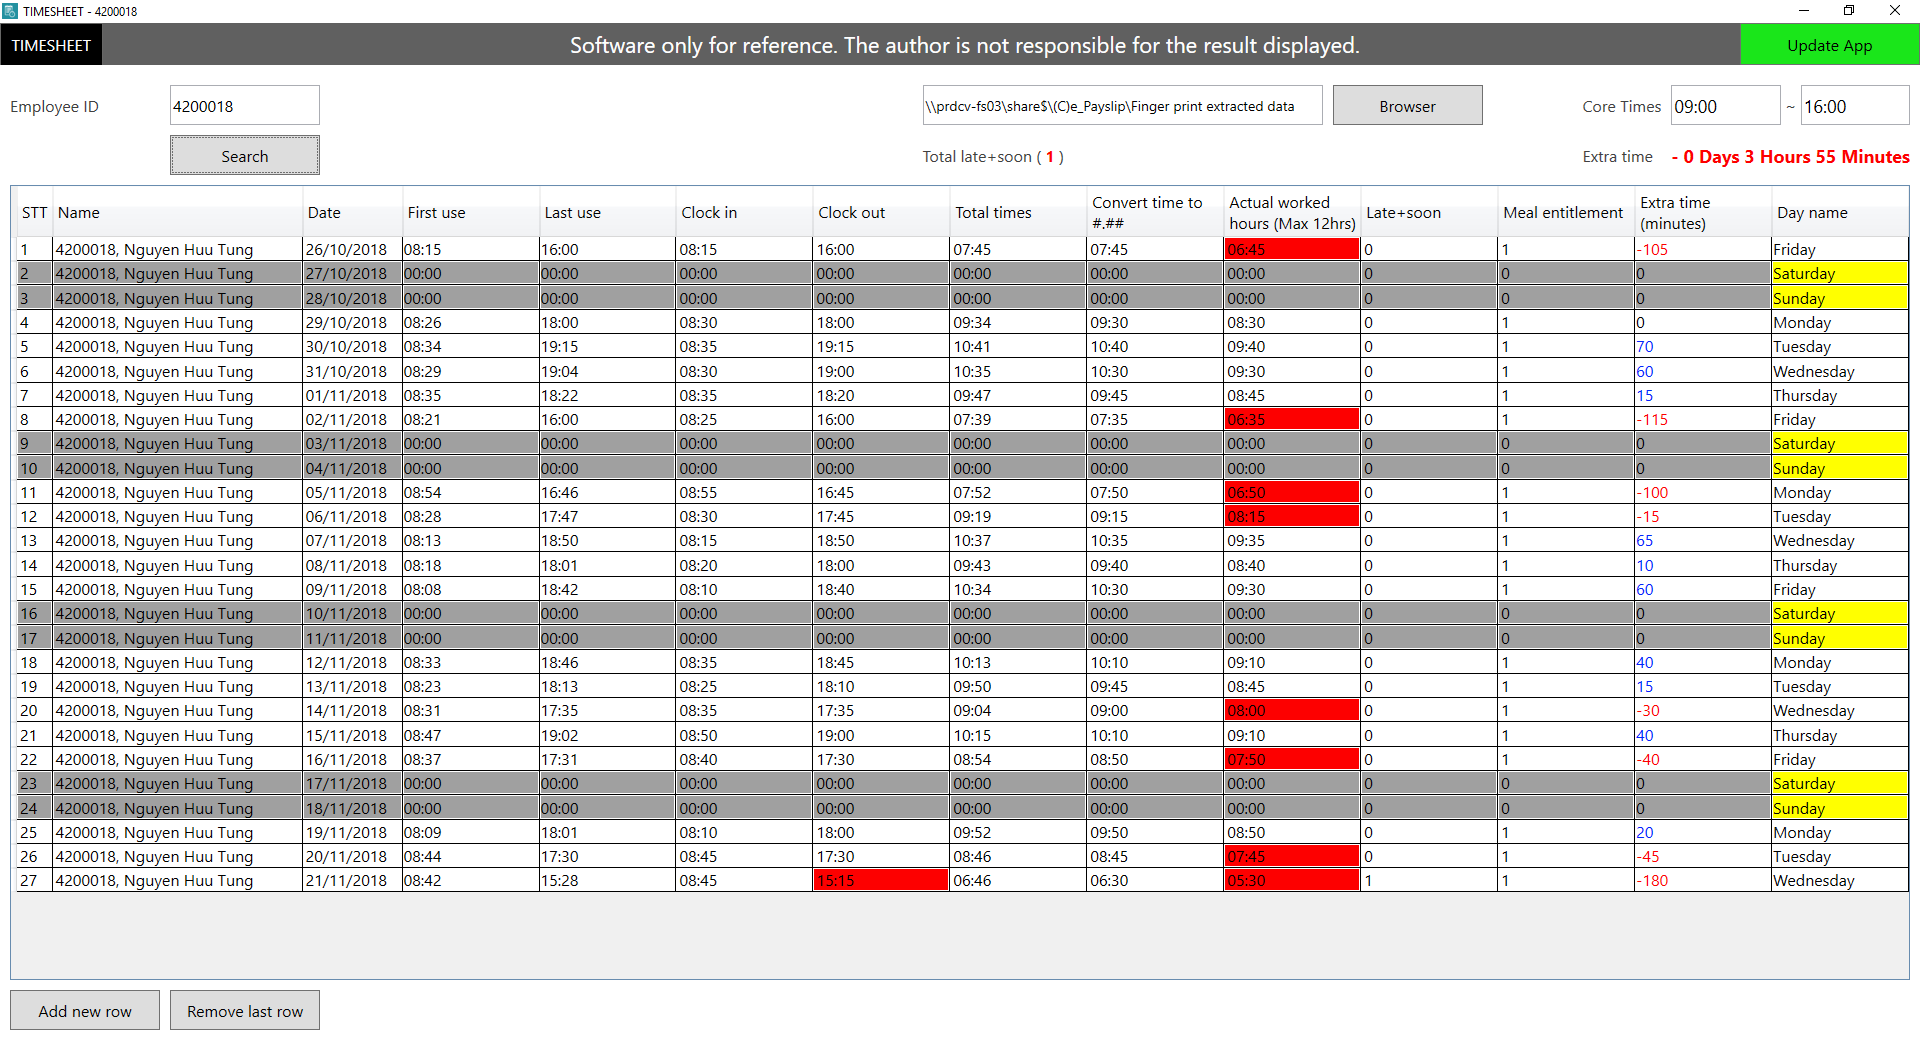 TIMESHEET - 4200018
TIMESHEET
Software only for reference. The author is not responsible for the result displayed.
Update App
Employee ID
4200018
\\prdcv-fs03\share$\(C)e_Payslip\Finger print extracted data
Browser
Core Times
09:00
~
16:00
Search
Total late+soon ( 1 )
Extra time
- 0 Days 3 Hours 55 Minutes
STT Name Date First use Last use Clock in Clock out Total times Convert time to #.## Actual worked hours (Max 12hrs) Late+soon Meal entitlement Extra time (minutes) Day name
1 4200018, Nguyen Huu Tung 26/10/2018 08:15 16:00 08:15 16:00 07:45 07:45 06:45 0 1 -105 Friday
2 4200018, Nguyen Huu Tung 27/10/2018 00:00 00:00 00:00 00:00 00:00 00:00 00:00 0 0 0 Saturday
3 4200018, Nguyen Huu Tung 28/10/2018 00:00 00:00 00:00 00:00 00:00 00:00 00:00 0 0 0 Sunday
4 4200018, Nguyen Huu Tung 29/10/2018 08:26 18:00 08:30 18:00 09:34 09:30 08:30 0 1 0 Monday
5 4200018, Nguyen Huu Tung 30/10/2018 08:34 19:15 08:35 19:15 10:41 10:40 09:40 0 1 70 Tuesday
6 4200018, Nguyen Huu Tung 31/10/2018 08:29 19:04 08:30 19:00 10:35 10:30 09:30 0 1 60 Wednesday
7 4200018, Nguyen Huu Tung 01/11/2018 08:35 18:22 08:35 18:20 09:47 09:45 08:45 0 1 15 Thursday
8 4200018, Nguyen Huu Tung 02/11/2018 08:21 16:00 08:25 16:00 07:39 07:35 06:35 0 1 -115 Friday
9 4200018, Nguyen Huu Tung 03/11/2018 00:00 00:00 00:00 00:00 00:00 00:00 00:00 0 0 0 Saturday
10 4200018, Nguyen Huu Tung 04/11/2018 00:00 00:00 00:00 00:00 00:00 00:00 00:00 0 0 0 Sunday
11 4200018, Nguyen Huu Tung 05/11/2018 08:54 16:46 08:55 16:45 07:52 07:50 06:50 0 1 -100 Monday
12 4200018, Nguyen Huu Tung 06/11/2018 08:28 17:47 08:30 17:45 09:19 09:15 08:15 0 1 -15 Tuesday
13 4200018, Nguyen Huu Tung 07/11/2018 08:13 18:50 08:15 18:50 10:37 10:35 09:35 0 1 65 Wednesday
14 4200018, Nguyen Huu Tung 08/11/2018 08:18 18:01 08:20 18:00 09:43 09:40 08:40 0 1 10 Thursday
15 4200018, Nguyen Huu Tung 09/11/2018 08:08 18:42 08:10 18:40 10:34 10:30 09:30 0 1 60 Friday
16 4200018, Nguyen Huu Tung 10/11/2018 00:00 00:00 00:00 00:00 00:00 00:00 00:00 0 0 0 Saturday
17 4200018, Nguyen Huu Tung 11/11/2018 00:00 00:00 00:00 00:00 00:00 00:00 00:00 0 0 0 Sunday
18 4200018, Nguyen Huu Tung 12/11/2018 08:33 18:46 08:35 18:45 10:13 10:10 09:10 0 1 40 Monday
19 4200018, Nguyen Huu Tung 13/11/2018 08:23 18:13 08:25 18:10 09:50 09:45 08:45 0 1 15 Tuesday
20 4200018, Nguyen Huu Tung 14/11/2018 08:31 17:35 08:35 17:35 09:04 09:00 08:00 0 1 -30 Wednesday
21 4200018, Nguyen Huu Tung 15/11/2018 08:47 19:02 08:50 19:00 10:15 10:10 09:10 0 1 40 Thursday
22 4200018, Nguyen Huu Tung 16/11/2018 08:37 17:31 08:40 17:30 08:54 08:50 07:50 0 1 -40 Friday
23 4200018, Nguyen Huu Tung 17/11/2018 00:00 00:00 00:00 00:00 00:00 00:00 00:00 0 0 0 Saturday
24 4200018, Nguyen Huu Tung 18/11/2018 00:00 00:00 00:00 00:00 00:00 00:00 00:00 0 0 0 Sunday
25 4200018, Nguyen Huu Tung 19/11/2018 08:09 18:01 08:10 18:00 09:52 09:50 08:50 0 1 20 Monday
26 4200018, Nguyen Huu Tung 20/11/2018 08:44 17:30 08:45 17:30 08:46 08:45 07:45 0 1 -45 Tuesday
27 4200018, Nguyen Huu Tung 21/11/2018 08:42 15:28 08:45 15:15 06:46 06:30 05:30 1 1 -180 Wednesday
Add new row
Remove last row